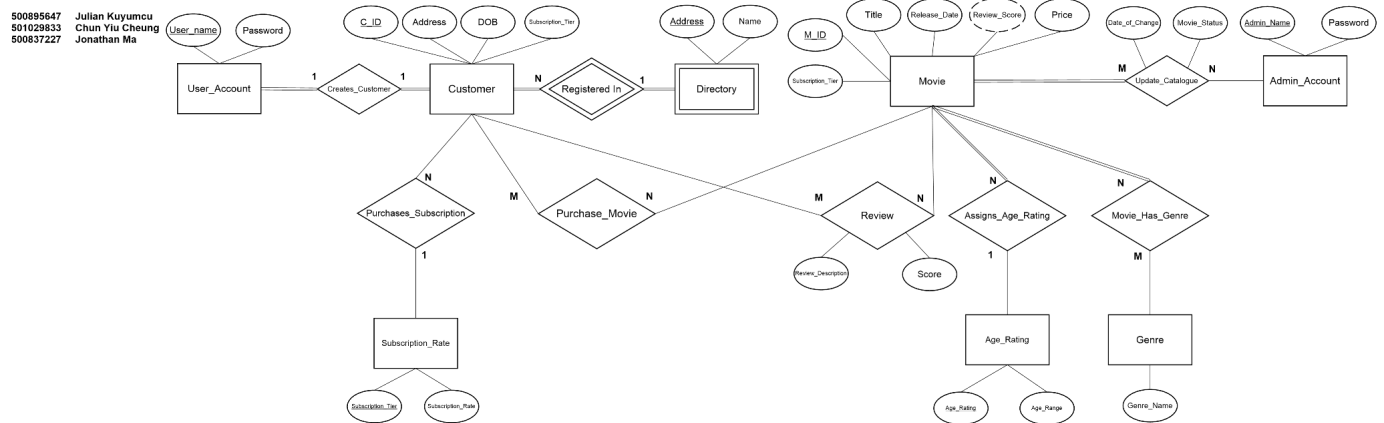 500895647 Julian Kuyumcu
501029833 Chun Yiu Cheung
500837227 Jonathan Ma
User_name
Password
C_ID
Address
DOB
Subscription_Tier
Address
Name
M_ID
Title
Release_Date
Review_Score
Price
Date_of_Change
Movie_Status
Admin_Name
Password
User_Account
1
Creates_Customer
1
Customer
N
Registered In
1
Directory
Subscription_Tier
Movie
M
Update_Catalogue
N
Admin_Account
N
Purchases_Subscription
1
M
Purchase_Movie
N
M
Review
N
N
Assigns_Age_Rating
1
N
Movie_Has_Genre
M
Review_Description
Score
Subscription_Rate
Age_Rating
Genre
Subscription_Tier
Subscription_Rate
Age_Rating
Age_Range
Genre_Name